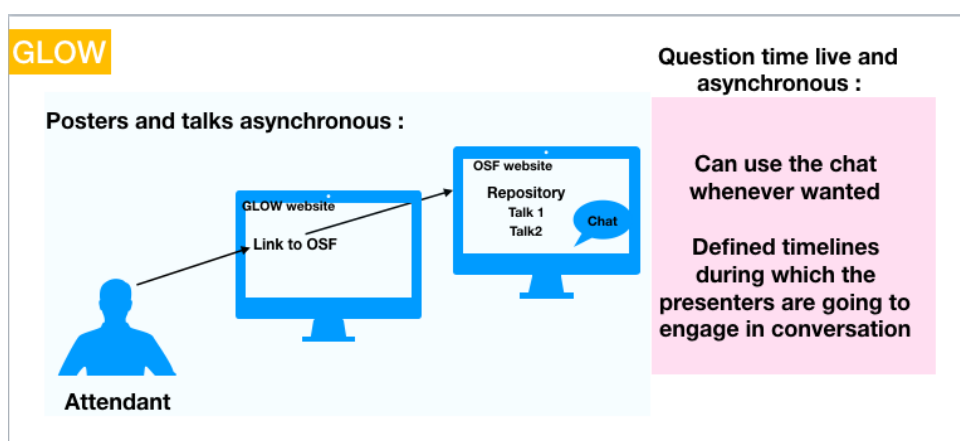 GLOW
Posters and talks asynchronous :
GLOW website
Link to OSF
OSF website
Repository
Talk 1
Talk2
Chat
Attendant
Question time live and
asynchronous :
Can use the chat
whenever wanted
Defined timelines
during which the
presenters are going to
engage in conversation